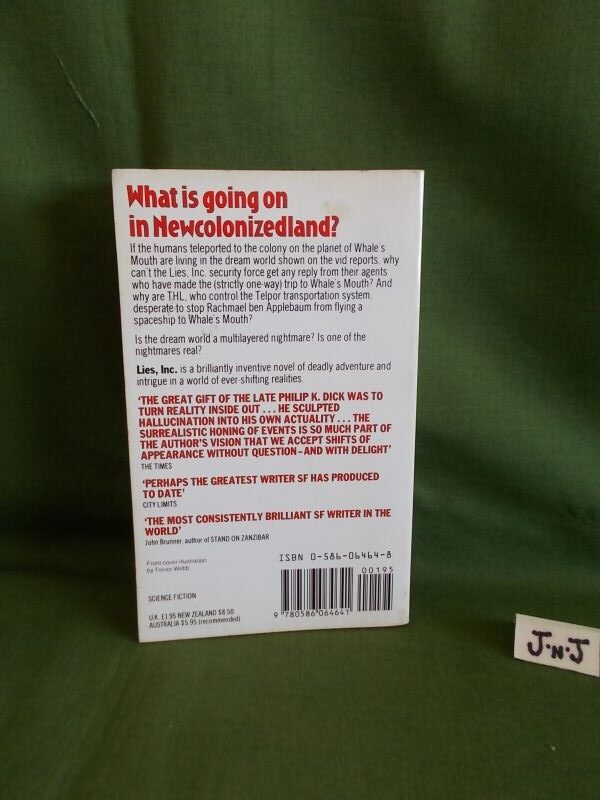 What is going on
in Newcolonizedland?
If the humans teleported to the colony on the planet of Whale's
Mouth are living in the dream world shown on the vid reports, why
can't the Lies, Inc. security force get any reply from their agents
who have made the (strictly one-way) trip to Whale's Mouth? And
why are THL, who control the Telpor transportation system,
desperate to stop Rachmael ben Applebaum from flying a
spaceship to Whale's Mouth?
Is the dream world a multilayered nightmare? Is one of the
nightmares real?
Lies, Inc. is a brilliantly inventive novel of deadly adventure and
intrigue in a world of ever-shifting realities.
'THE GREAT GIFT OF THE LATE PHILIP K. DICK WAS TO
TURN REALITY INSIDE OUT ... HE SCULPTED
HALLUCINATION INTO HIS OWN ACTUALITY ... THE
SURREALISTIC HONING OF EVENTS IS SO MUCH PART OF
THE AUTHOR'S VISION THAT WE ACCEPT SHIFTS OF
APPEARANCE WITHOUT QUESTION – AND WITH DELIGHT'
THE TIMES
'PERHAPS THE GREATEST WRITER SF HAS PRODUCED
TO DATE'
CITY LIMITS
'THE MOST CONSISTENTLY BRILLIANT SF WRITER IN THE
WORLD'
John Brunner, author of STAND ON ZANZIBAR
Front cover illustration
by Trevor Webb
ISBN 0-586-06464-8
00195
SCIENCE FICTION
U.K. £1.95 NEW ZEALAND $8.50
AUSTRALIA $5.95 (recommended)
9 780586 064641
J·N·J